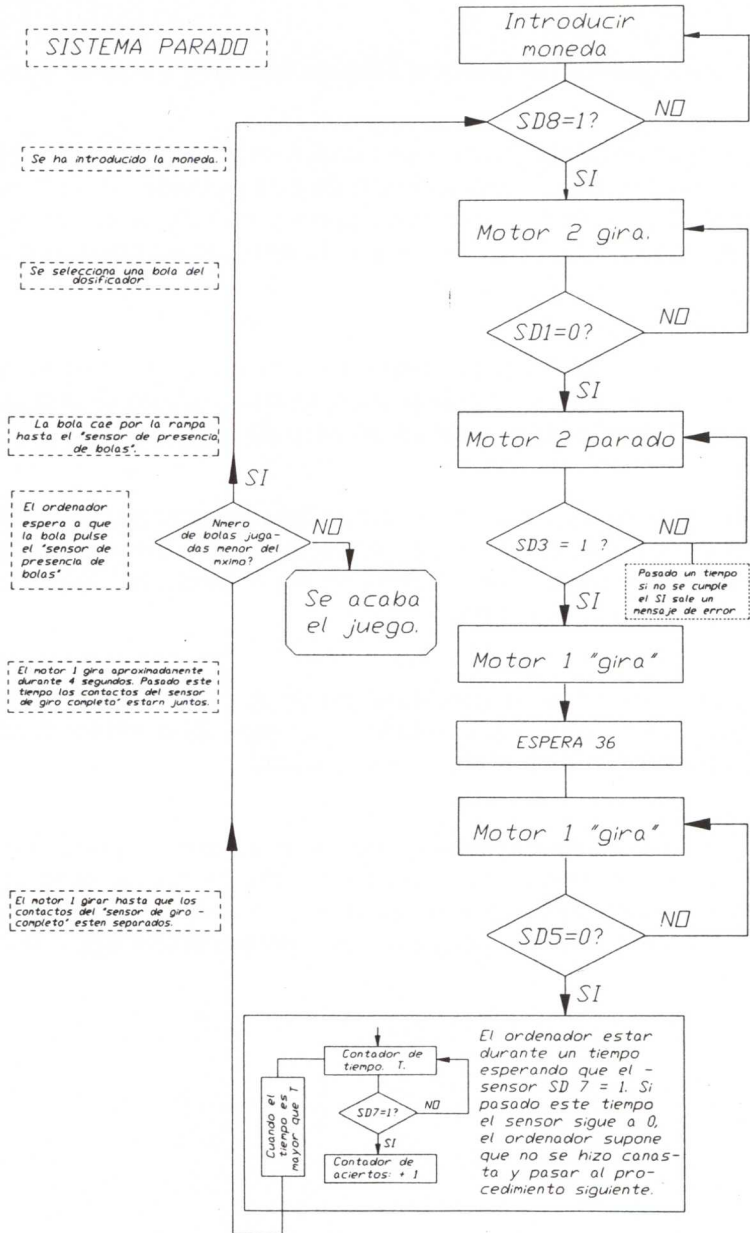 SISTEMA PARADO
Introducir
moneda
SD8=1?
NO
SI
Se ha introducido la moneda.
Motor 2 gira.
Se selecciona una bola del
dosificador
SD1=0?
NO
SI
La bola cae por la rampa
hasta el "sensor de presencia
de bolas".
Motor 2 parado
SI
El ordenador
espera a que
la bola pulse
el "sensor de
presencia de
bolas"
Nmero
de bolas juga-
das menor del
mximo?
NO
Se acaba
el juego.
SD3 = 1 ?
NO
SI
Pasado un tiempo
si no se cumple
el SI sale un
mensaje de error
El motor 1 gira aproximadamente
durante 4 segundos. Pasado este
tiempo los contactos del sensor
de giro completo" estarn juntos.
Motor 1 "gira"
ESPERA 36
Motor 1 "gira"
El motor 1 girar hasta que los
contactos del "sensor de giro -
completo" esten separados.
SD5=0?
NO
SI
Contador de
tiempo. T.
SD7=1?
NO
SI
Contador de
aciertos: + 1
Cuando el
tiempo es
mayor que T
El ordenador estar
durante un tiempo
esperando que el -
sensor SD 7 = 1. Si
pasado este tiempo
el sensor sigue a 0,
el ordenador supone
que no se hizo canas-
ta y pasar al pro-
cedimiento siguiente.